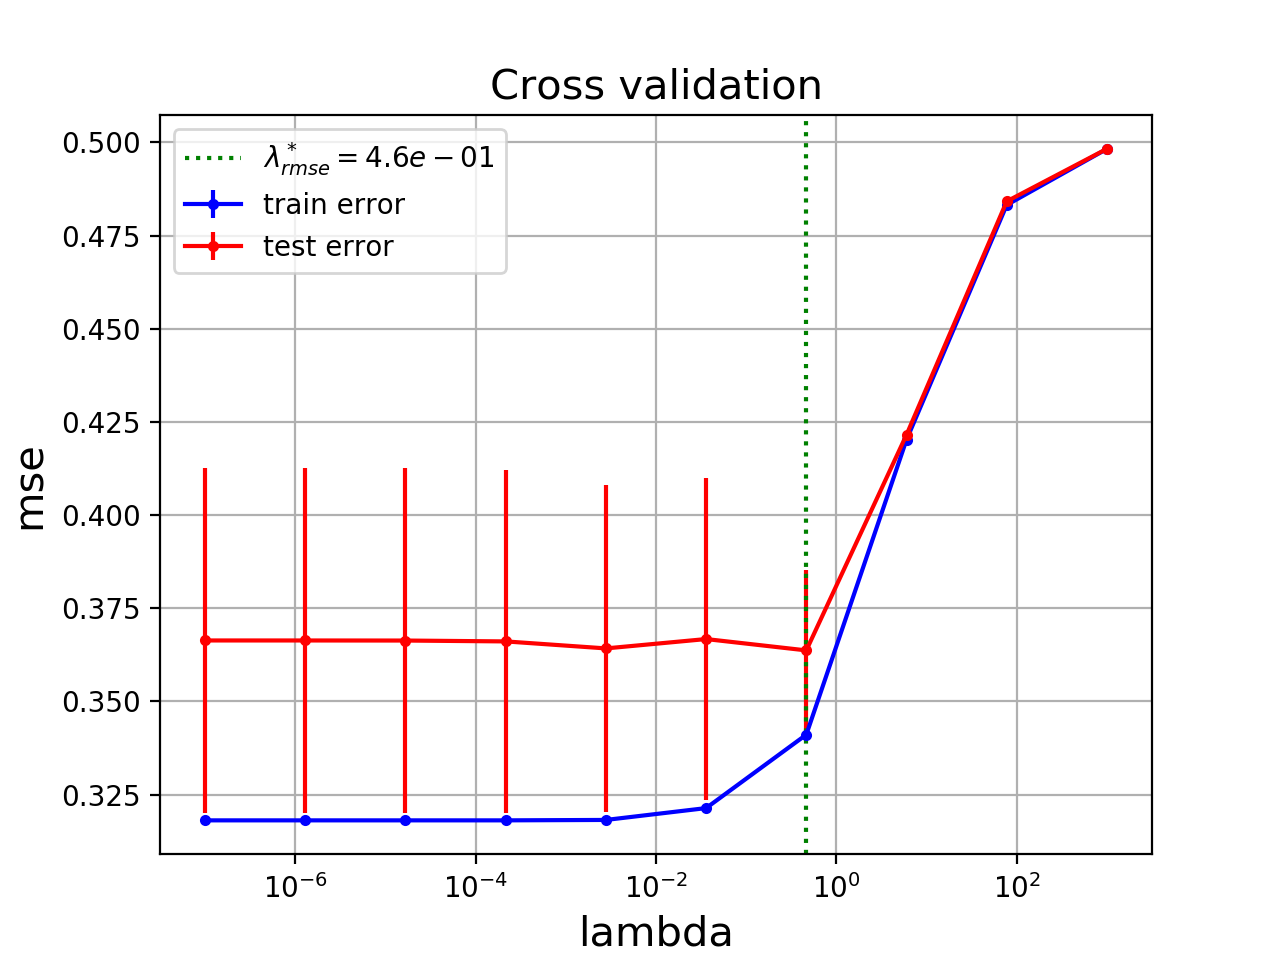 Cross validation
λ*rmse = 4.6e − 01
train error
test error
0.500
0.475
0.450
0.425
0.400
0.375
0.350
0.325
mse
10⁻⁶ 10⁻⁴ 10⁻² 10⁰ 10²
lambda